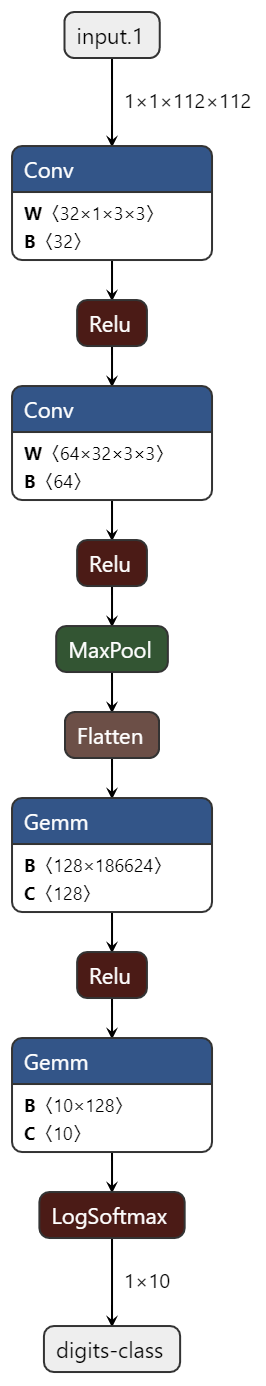 input.1
1×1×112×112
Conv
W 〈32×1×3×3〉
B 〈32〉
Relu
Conv
W 〈64×32×3×3〉
B 〈64〉
Relu
MaxPool
Flatten
Gemm
B 〈128×186624〉
C 〈128〉
Relu
Gemm
B 〈10×128〉
C 〈10〉
LogSoftmax
1×10
digits-class